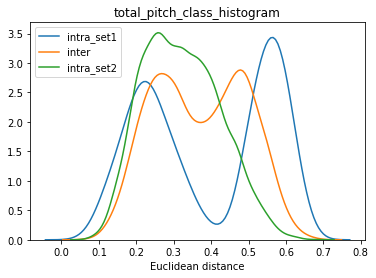 total_pitch_class_histogram
intra_set1
inter
intra_set2
3.5
3.0
2.5
2.0
1.5
1.0
0.5
0.0
0.0 0.1 0.2 0.3 0.4 0.5 0.6 0.7 0.8
Euclidean distance